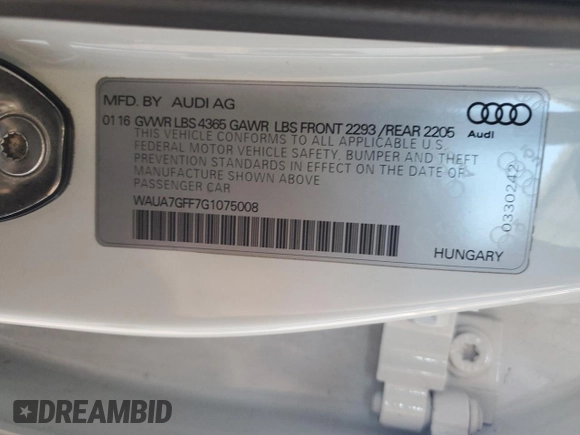 MFD. BY AUDI AG
Audi
01 16 GVWR LBS 4365 GAWR LBS FRONT 2293 /REAR 2205
THIS VEHICLE CONFORMS TO ALL APPLICABLE U.S.
FEDERAL MOTOR VEHICLE SAFETY, BUMPER AND THEFT
PREVENTION STANDARDS IN EFFECT ON THE DATE OF
MANUFACTURE SHOWN ABOVE
PASSENGER CAR
WAUA7GFF7G1075008
0330242
HUNGARY
DREAMBID